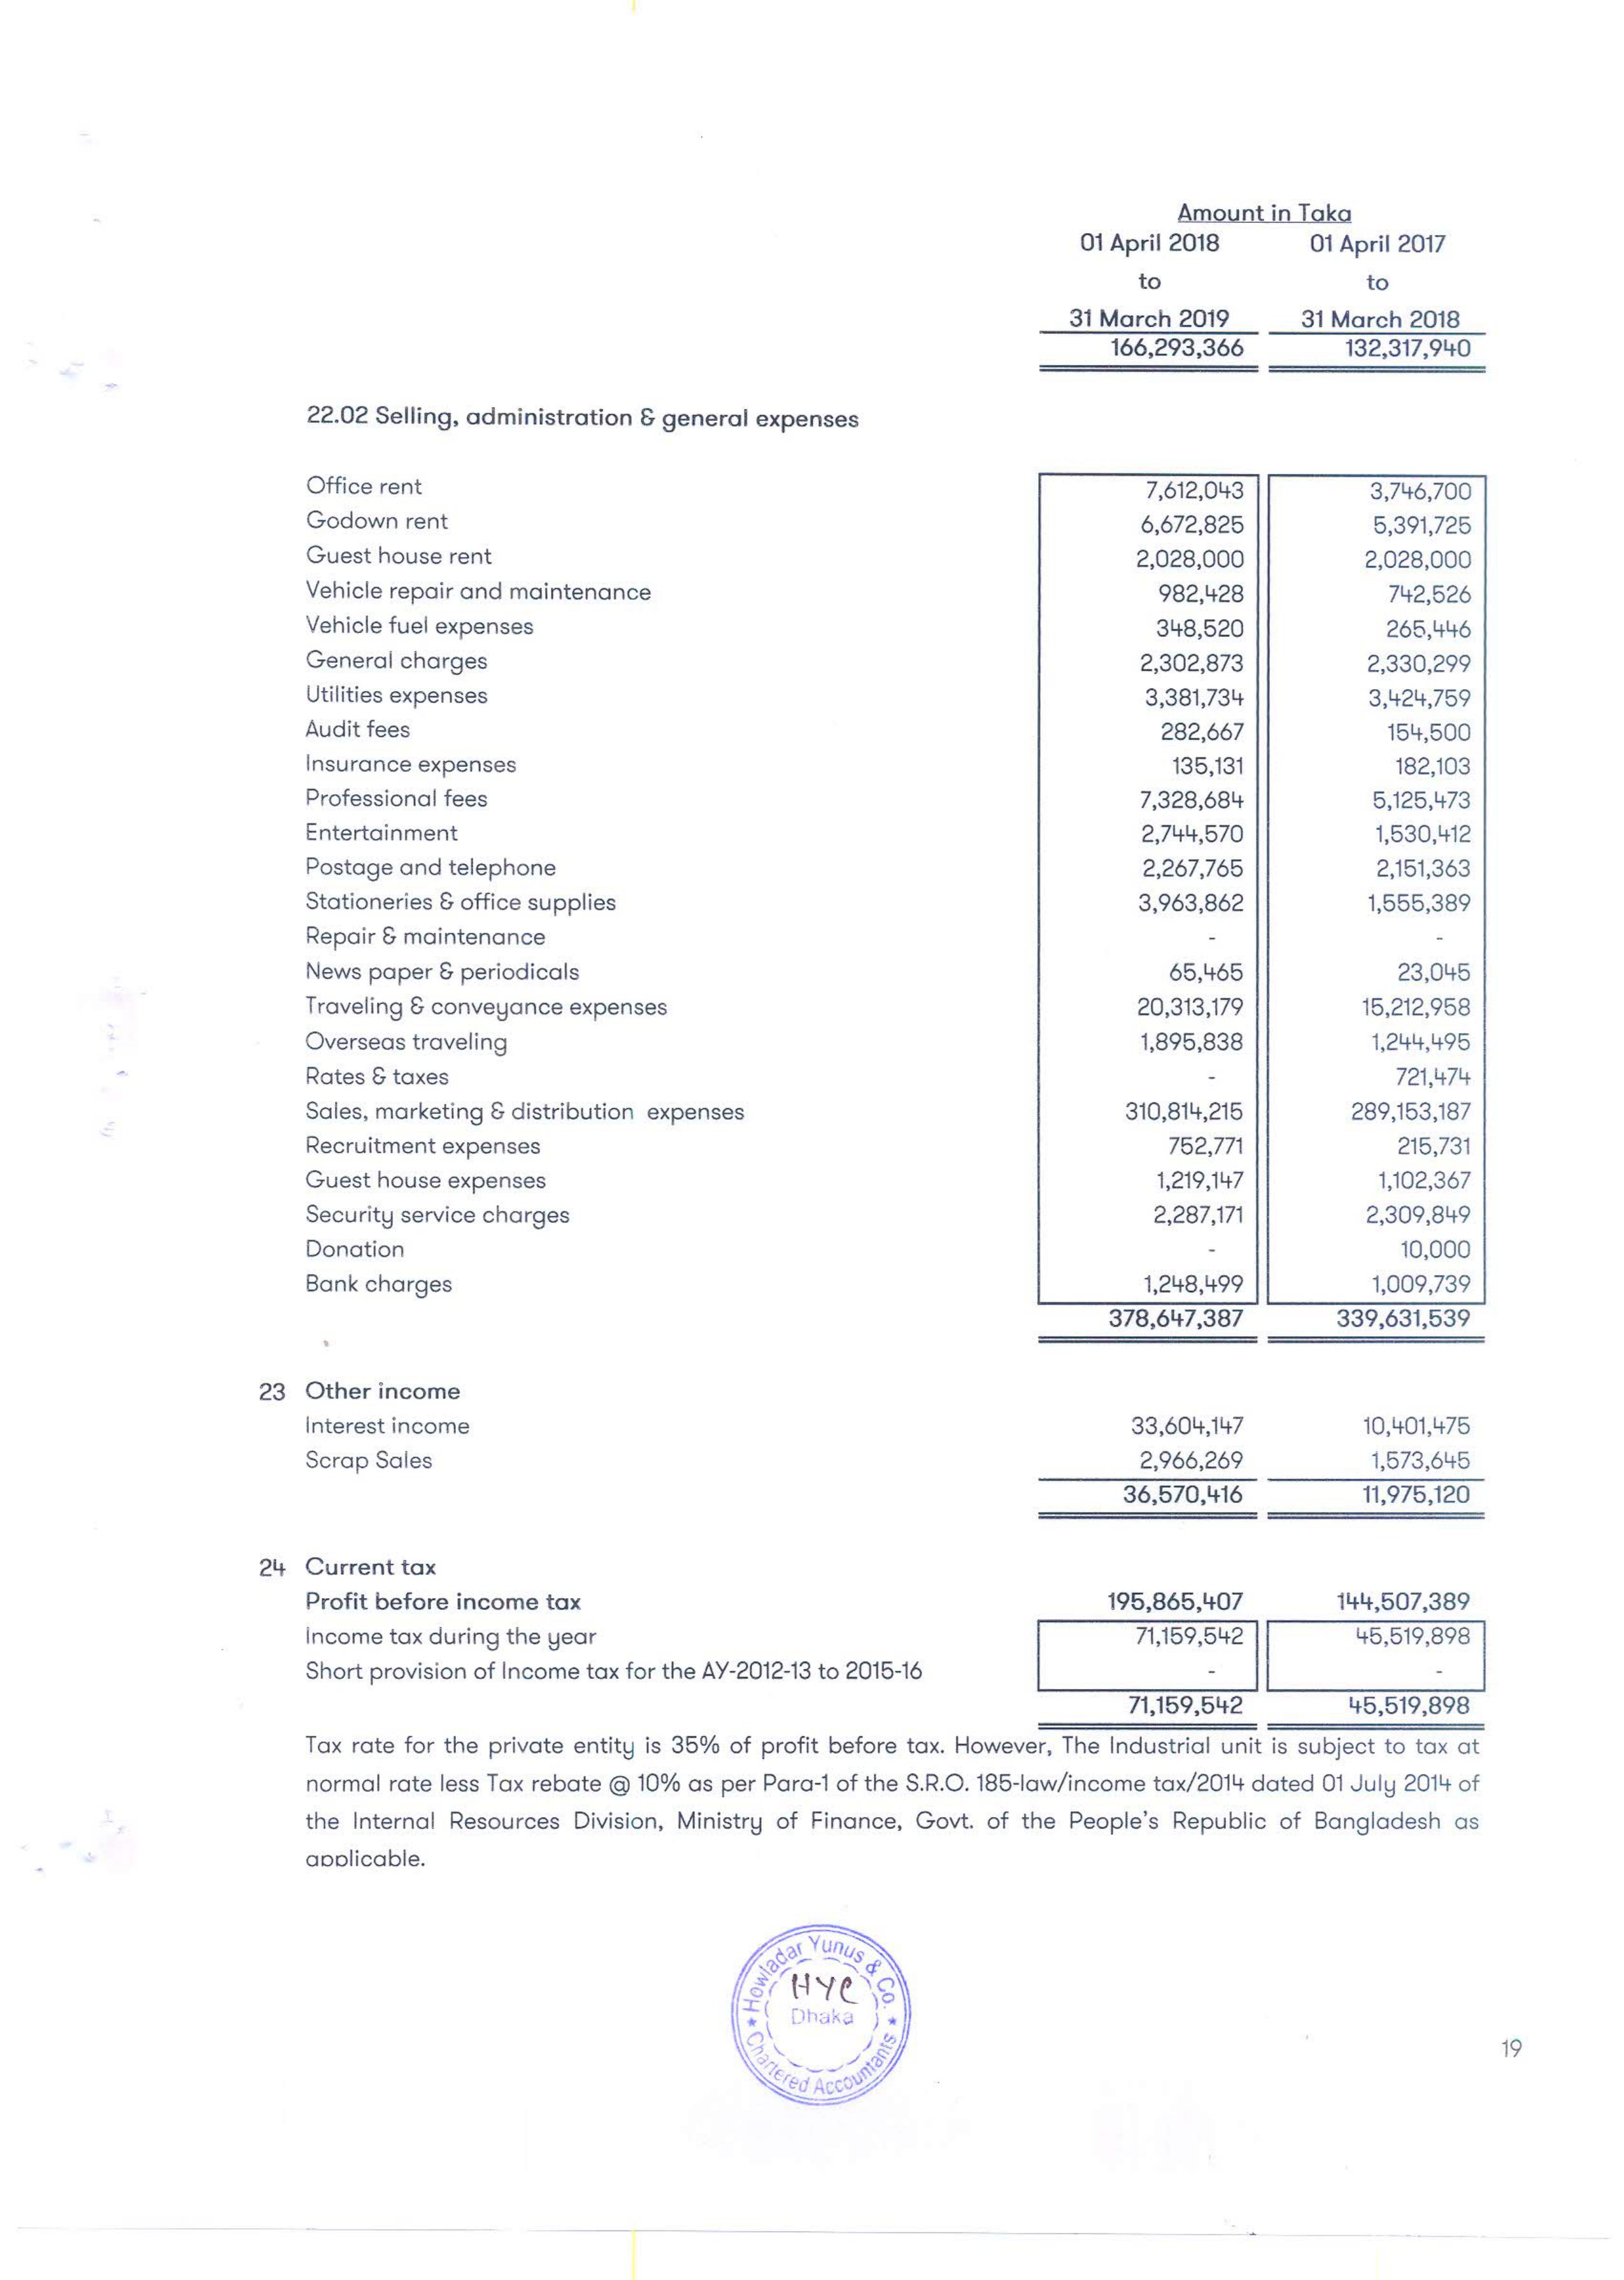 Amount in Taka
01 April 2018 01 April 2017
to to
31 March 2019 31 March 2018
166,293,366 132,317,940
22.02 Selling, administration & general expenses
Office rent 7,612,043 3,746,700
Godown rent 6,672,825 5,391,725
Guest house rent 2,028,000 2,028,000
Vehicle repair and maintenance 982,428 742,526
Vehicle fuel expenses 348,520 265,446
General charges 2,302,873 2,330,299
Utilities expenses 3,381,734 3,424,759
Audit fees 282,667 154,500
Insurance expenses 135,131 182,103
Professional fees 7,328,684 5,125,473
Entertainment 2,744,570 1,530,412
Postage and telephone 2,267,765 2,151,363
Stationeries & office supplies 3,963,862 1,555,389
Repair & maintenance - -
News paper & periodicals 65,465 23,045
Traveling & conveyance expenses 20,313,179 15,212,958
Overseas traveling 1,895,838 1,244,495
Rates & taxes - 721,474
Sales, marketing & distribution expenses 310,814,215 289,153,187
Recruitment expenses 752,771 215,731
Guest house expenses 1,219,147 1,102,367
Security service charges 2,287,171 2,309,849
Donation - 10,000
Bank charges 1,248,499 1,009,739
378,647,387 339,631,539
23 Other income
Interest income 33,604,147 10,401,475
Scrap Sales 2,966,269 1,573,645
36,570,416 11,975,120
24 Current tax
Profit before income tax 195,865,407 144,507,389
Income tax during the year 71,159,542 45,519,898
Short provision of Income tax for the AY-2012-13 to 2015-16 - -
71,159,542 45,519,898
Tax rate for the private entity is 35% of profit before tax. However, The Industrial unit is subject to tax at
normal rate less Tax rebate @ 10% as per Para-1 of the S.R.O. 185-law/income tax/2014 dated 01 July 2014 of
the Internal Resources Division, Ministry of Finance, Govt. of the People's Republic of Bangladesh as
applicable.
Howladar Yunus & Co.
HYC
Dhaka
Chartered Accountants
19